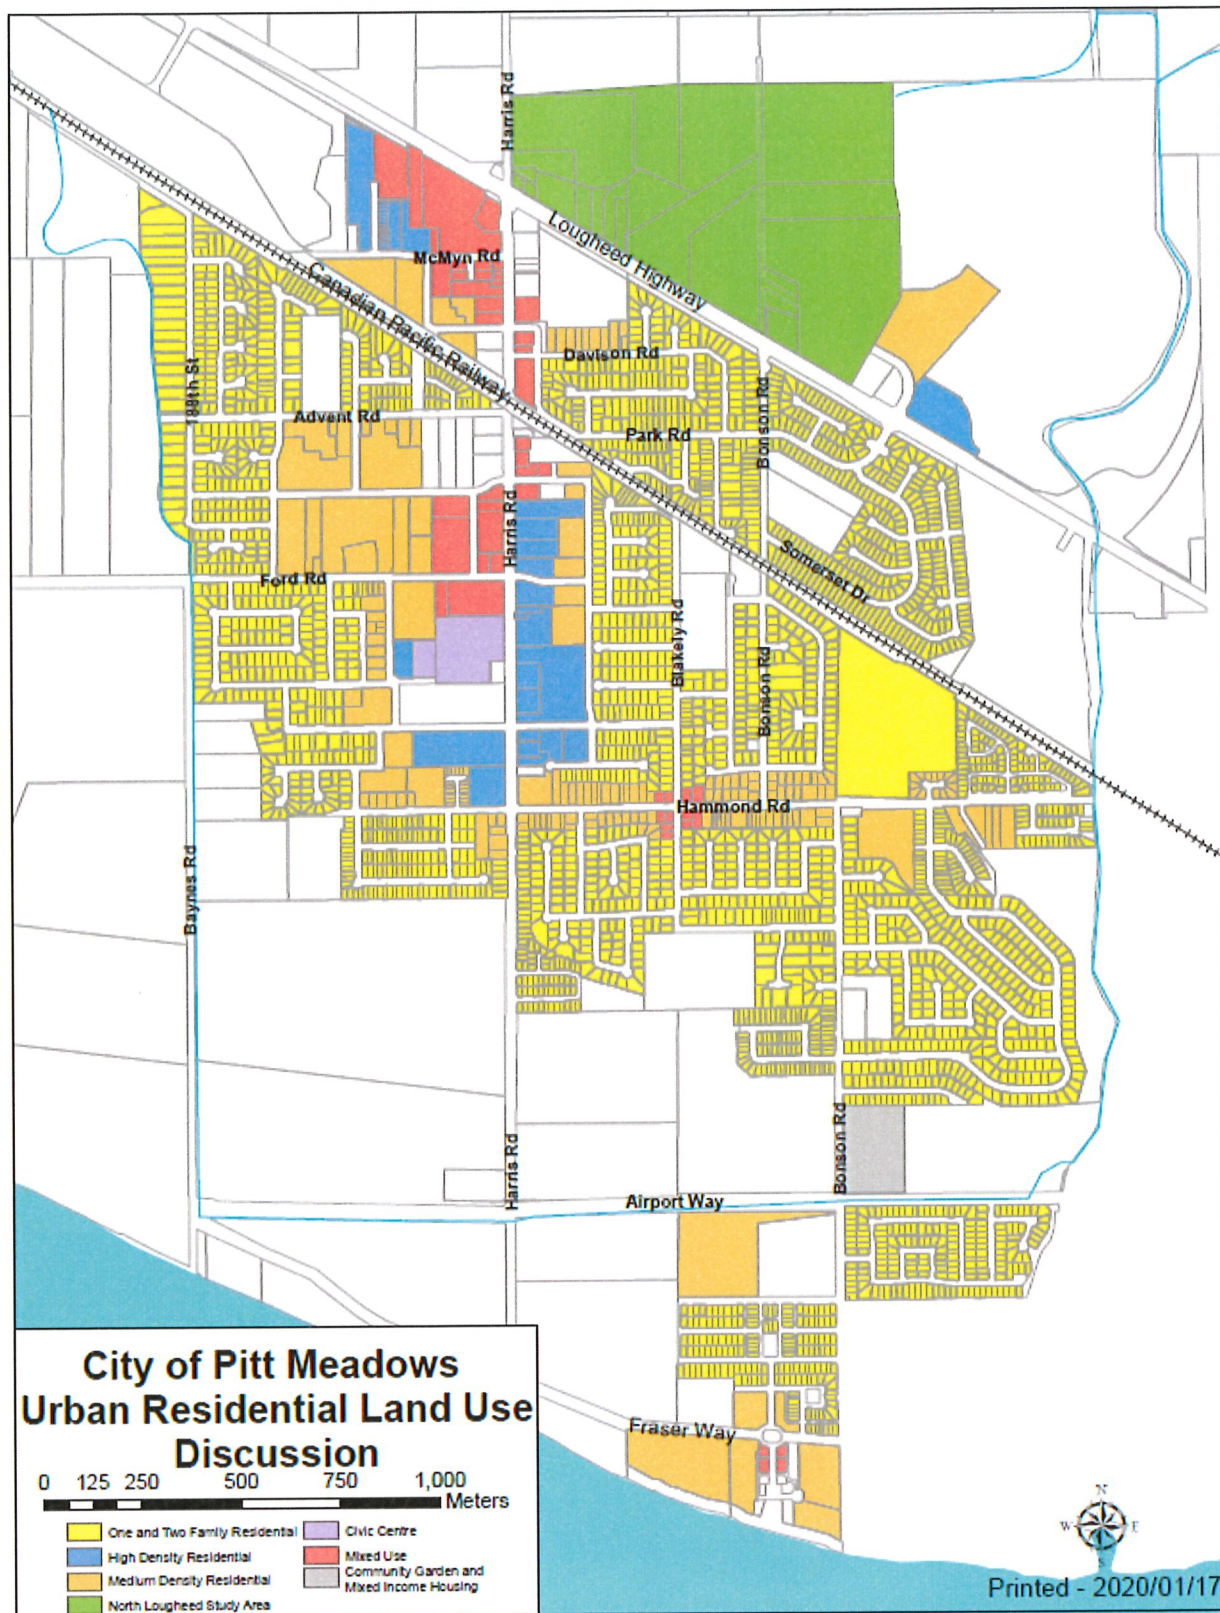 Harris Rd
Lougheed Highway
McMyn Rd
Canadian Pacific Railway
Davison Rd
188th St
Advent Rd
Park Rd
Bonson Rd
Harris Rd
Somerset Dr
Ford Rd
Blakely Rd
Bonson Rd
Hammond Rd
Baynes Rd
Harris Rd
Bonson Rd
Airport Way
Fraser Way
City of Pitt Meadows
Urban Residential Land Use
Discussion
0 125 250 500 750 1,000
Meters
One and Two Family Residential
High Density Residential
Medium Density Residential
North Lougheed Study Area
Civic Centre
Mixed Use
Community Garden and
Mixed Income Housing
N
W E
S
Printed - 2020/01/17